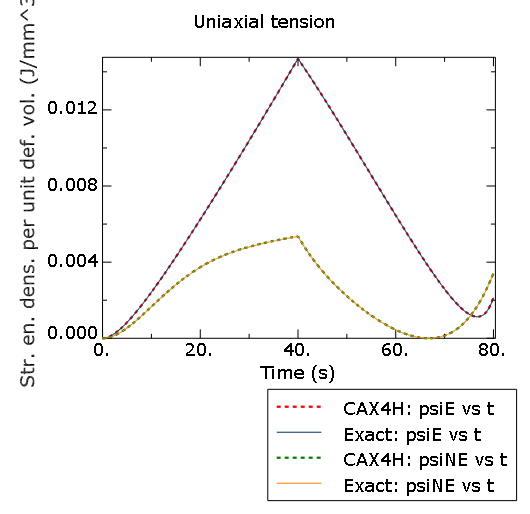 Uniaxial tension
Str. en. dens. per unit def. vol. (J/mm^3
0.012
0.008
0.004
0.000
0. 20. 40. 60. 80.
Time (s)
CAX4H: psiE vs t
Exact: psiE vs t
CAX4H: psiNE vs t
Exact: psiNE vs t